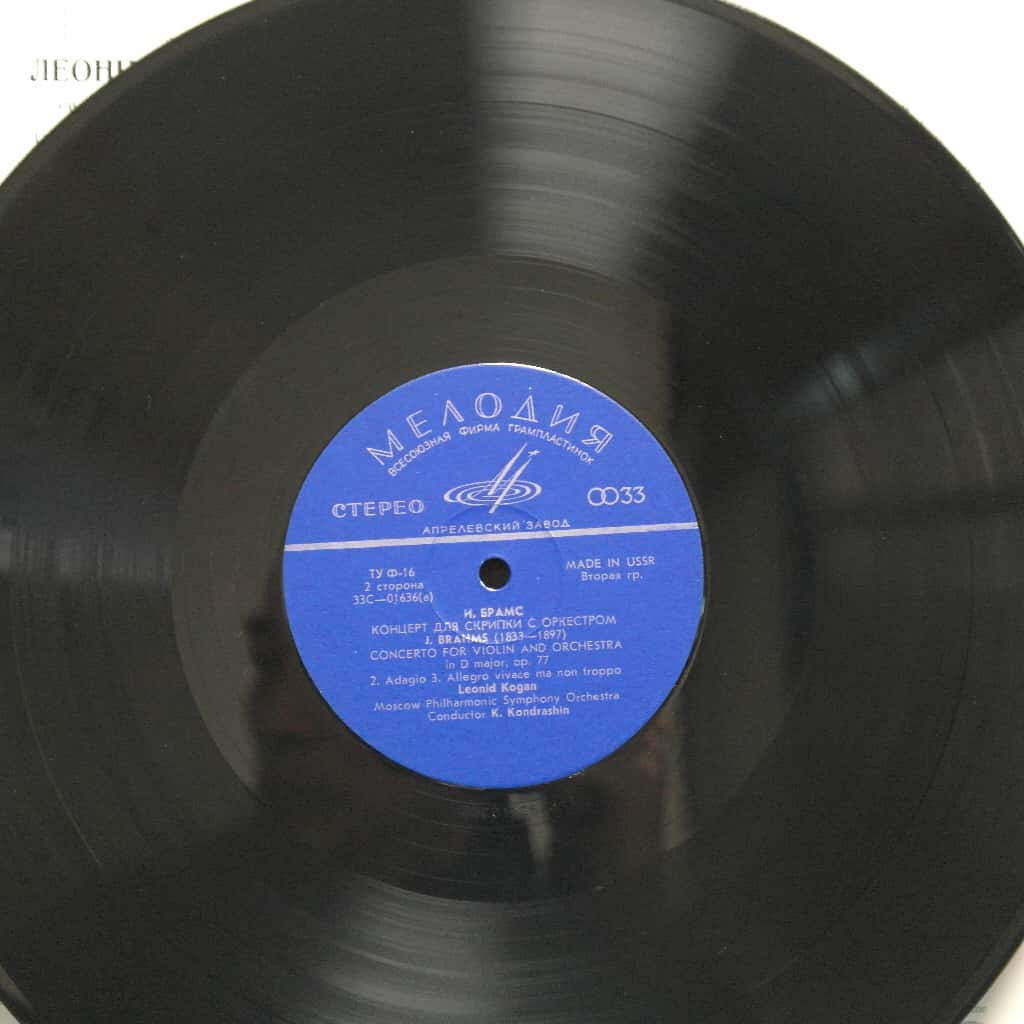 ЛЕОНИ
МЕЛОДИЯ
ВСЕСОЮЗНАЯ ФИРМА ГРАМПЛАСТИНОК
СТЕРЕО
33
АПРЕЛЕВСКИЙ ЗАВОД
ТУ Ф-16
2 сторона
33С—01636(а)
MADE IN USSR
Вторая гр.
И. БРАМС
КОНЦЕРТ ДЛЯ СКРИПКИ С ОРКЕСТРОМ
J. BRAHMS (1833—1897)
CONCERTO FOR VIOLIN AND ORCHESTRA
in D major, op. 77
2. Adagio 3. Allegro vivace ma non troppo
Leonid Kogan
Moscow Philharmonic Symphony Orchestra
Conductor K. Kondrashin